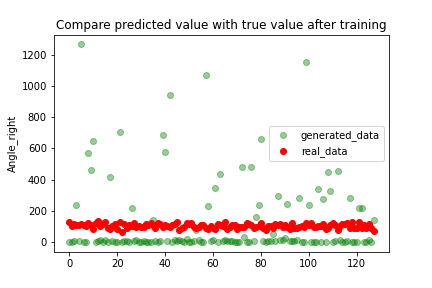 Compare predicted value with true value after training
1200
1000
800
600
400
200
0
Angle_right
generated_data
real_data
0 20 40 60 80 100 120